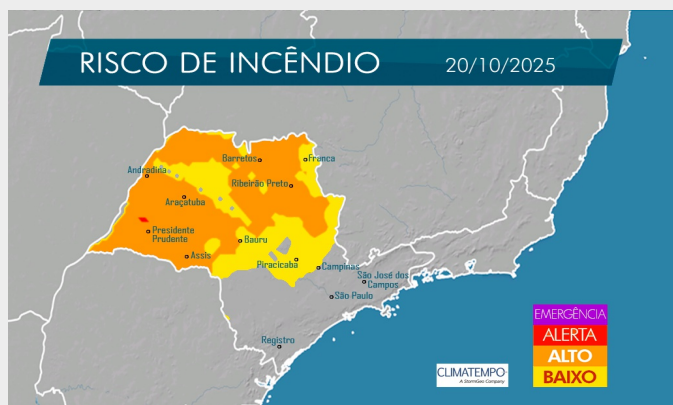 RISCO DE INCÊNDIO 20/10/2025
Barretos
Franca
Andradina
Ribeirão Preto
Araçatuba
Presidente
Prudente
Bauru
Assis
Piracicaba
Campinas
São José dos
Campos
São Paulo
Registro
EMERGÊNCIA
ALERTA
ALTO
BAIXO
CLIMATEMPO
A StormGeo Company